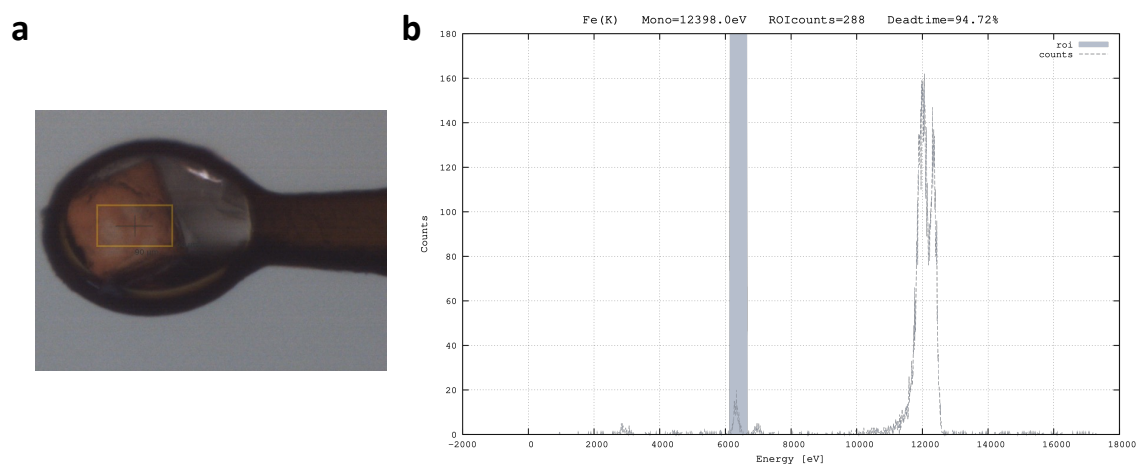 a
b
Fe(K) Mono=12398.0eV ROIcounts=288 Deadtime=94.72%
roi
counts
180
160
140
120
100
80
60
40
20
0
Counts
-2000 0 2000 4000 6000 8000 10000 12000 14000 16000 18000
Energy [eV]